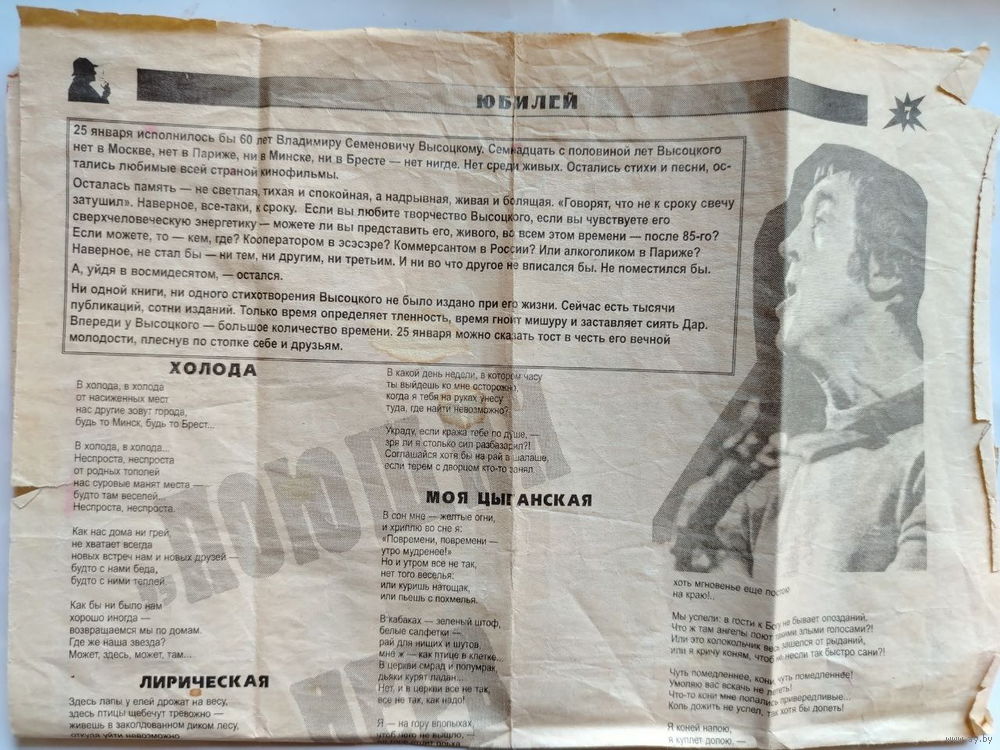 ЮБИЛЕЙ
7
25 января исполнилось бы 60 лет Владимиру Семеновичу Высоцкому. Семнадцать с половиной лет Высоцкого
нет в Москве, нет в Париже, ни в Минске, ни в Бресте — нет нигде. Нет среди живых. Остались стихи и песни, ос-
тались любимые всей страной кинофильмы.
Осталась память — не светлая, тихая и спокойная, а надрывная, живая и болящая. «Говорят, что не к сроку свечу
затушил». Наверное, все-таки, к сроку. Если вы любите творчество Высоцкого, если вы чувствуете его
сверхчеловеческую энергетику — можете ли вы представить его, живого, во всем этом времени — после 85-го?
Если можете, то — кем, где? Кооператором в эсэсэре? Коммерсантом в России? Или алкоголиком в Париже?
Наверное, не стал бы — ни тем, ни другим, ни третьим. И ни во что другое не вписался бы. Не поместился бы.
А, уйдя в восмидесятом, — остался.
Ни одной книги, ни одного стихотворения Высоцкого не было издано при его жизни. Сейчас есть тысячи
публикаций, сотни изданий. Только время определяет тленность, время гноит мишуру и заставляет сиять Дар.
Впереди у Высоцкого — большое количество времени. 25 января можно сказать тост в честь его вечной
молодости, плеснув по стопке себе и друзьям.
ХОЛОДА
В холода, в холода
от насиженных мест
нас другие зовут города,
будь то Минск, будь то Брест...
В холода, в холода...
Неспроста, неспроста
от родных тополей
нас суровые манят места —
будто там веселей...
Неспроста, неспроста.
Как нас дома ни грей,
не хватает всегда
новых встреч нам и новых друзей —
будто с нами беда,
будто с ними теплей.
Как бы ни было нам
хорошо иногда —
возвращаемся мы по домам.
Где же наша звезда?
Может, здесь, может, там...
ЛИРИЧЕСКАЯ
Здесь лапы у елей дрожат на весу,
здесь птицы щебечут тревожно —
живешь в заколдованном диком лесу,
откуда уйти невозможно.
В какой день недели, в котором часу
ты выйдешь ко мне осторожно,
когда я тебя на руках унесу
туда, где найти невозможно?
Украду, если кража тебе по душе, —
зря ли я столько сил разбазарил?!
Соглашайся хотя бы на рай в шалаше,
если терем с дворцом кто-то занял.
МОЯ ЦЫГАНСКАЯ
В сон мне — желтые огни,
и хриплю во сне я:
«Повремени, повремени —
утро мудренее!»
Но и утром все не так,
нет того веселья:
или куришь натощак,
или пьешь с похмелья.
В кабаках — зеленый штоф,
белые салфетки —
рай для нищих и шутов,
мне ж — как птице в клетке...
В церкви смрад и полумрак,
дьяки курят ладан...
Нет, и в церкви все не так,
все не так, как надо!
Я — на гору впопыхах,
чтоб чего не вышло, —
хоть мгновенье еще постою
на краю!..
Мы успели: в гости к Богу не бывает опозданий.
Что ж там ангелы поют такими злыми голосами?!
Или это колокольчик весь зашелся от рыданий,
или я кричу коням, чтоб не несли так быстро сани?!
Чуть помедленнее, кони, чуть помедленнее!
Умоляю вас вскачь не лететь!
Что-то кони мне попались привередливые...
Коль дожить не успел, так хотя бы допеть!
Я коней напою,
я куплет допою, —
www.ay.by